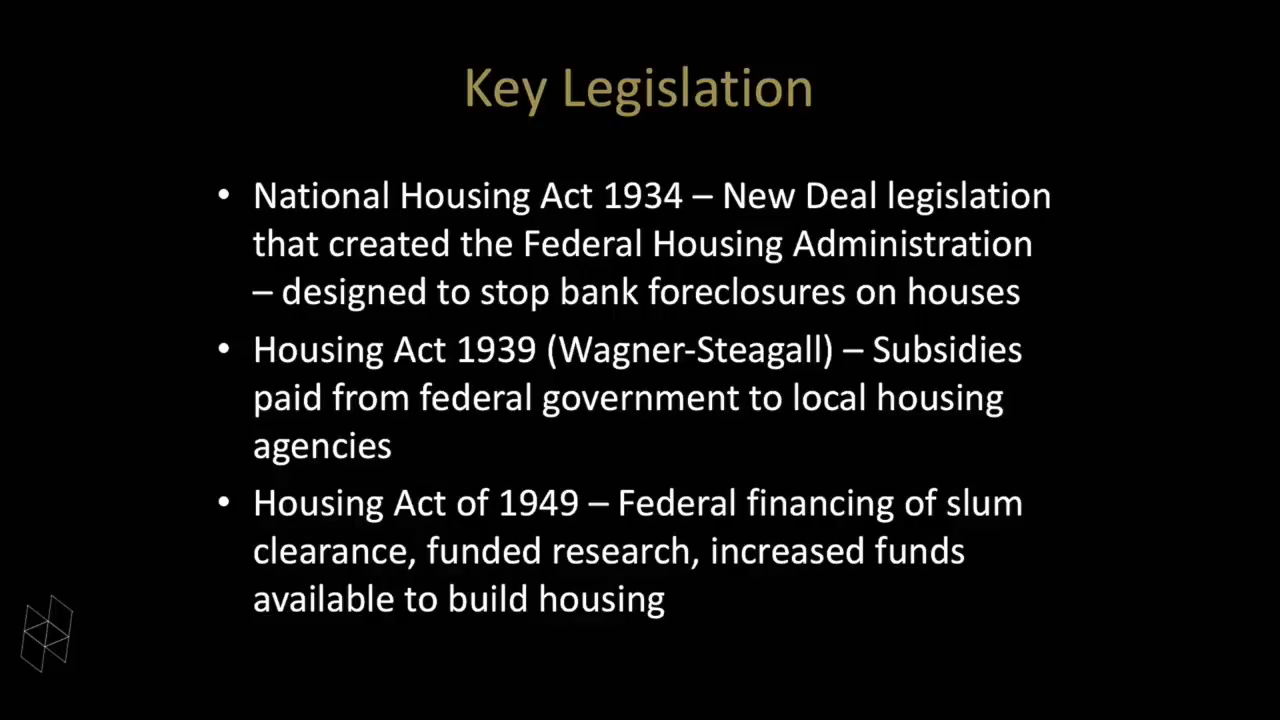 Key Legislation
• National Housing Act 1934 – New Deal legislation
that created the Federal Housing Administration
– designed to stop bank foreclosures on houses
• Housing Act 1939 (Wagner-Steagall) – Subsidies
paid from federal government to local housing
agencies
• Housing Act of 1949 – Federal financing of slum
clearance, funded research, increased funds
available to build housing